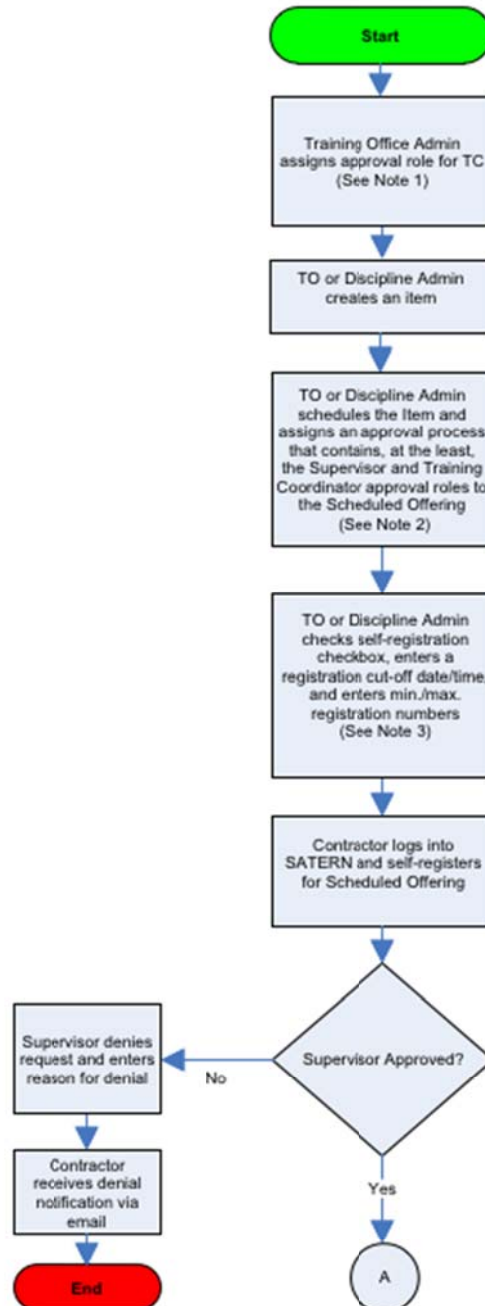 Start
Training Office Admin
assigns approval role for TC
(See Note 1)
TO or Discipline Admin
creates an item
TO or Discipline Admin
schedules the Item and
assigns an approval process
that contains, at the least,
the Supervisor and Training
Coordinator approval roles to
the Scheduled Offering
(See Note 2)
TO or Discipline Admin
checks self-registration
checkbox, enters a
registration cut-off date/time,
and enters min./max.
registration numbers
(See Note 3)
Contractor logs into
SATERN and self-registers
for Scheduled Offering
Supervisor Approved?
No
Supervisor denies
request and enters
reason for denial
Contractor
receives denial
notification via
email
End
Yes
A